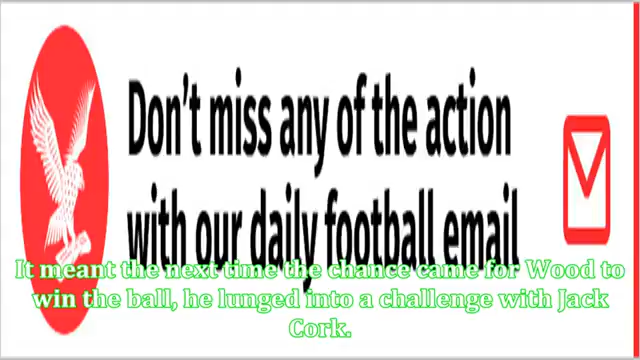 Don't miss any of the action
with our daily football email
It meant the next time the chance came for Wood to
win the ball, he lunged into a challenge with Jack
Cork.